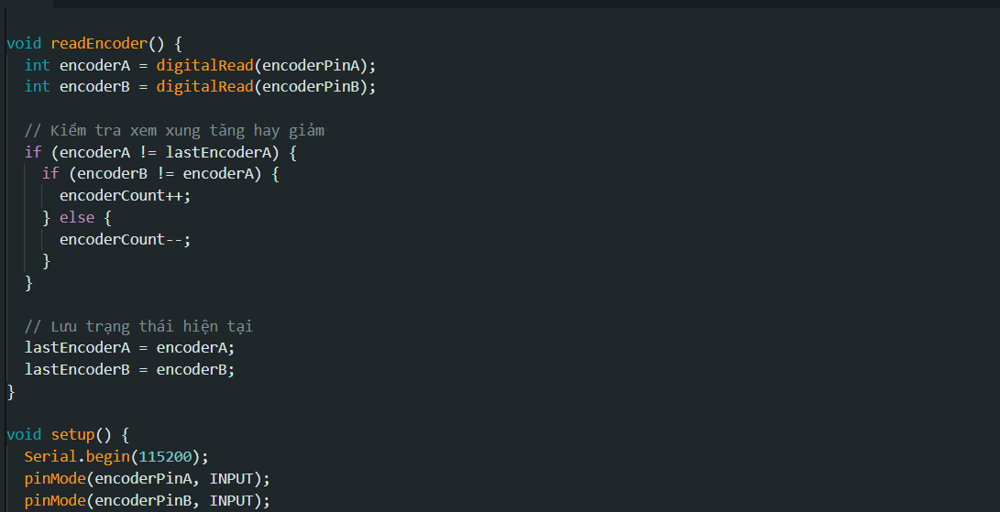 void readEncoder() {
  int encoderA = digitalRead(encoderPinA);
  int encoderB = digitalRead(encoderPinB);
  // Kiểm tra xem xung tăng hay giảm
  if (encoderA != lastEncoderA) {
    if (encoderB != encoderA) {
      encoderCount++;
    } else {
      encoderCount--;
    }
  }
  // Lưu trạng thái hiện tại
  lastEncoderA = encoderA;
  lastEncoderB = encoderB;
}
void setup() {
  Serial.begin(115200);
  pinMode(encoderPinA, INPUT);
  pinMode(encoderPinB, INPUT);